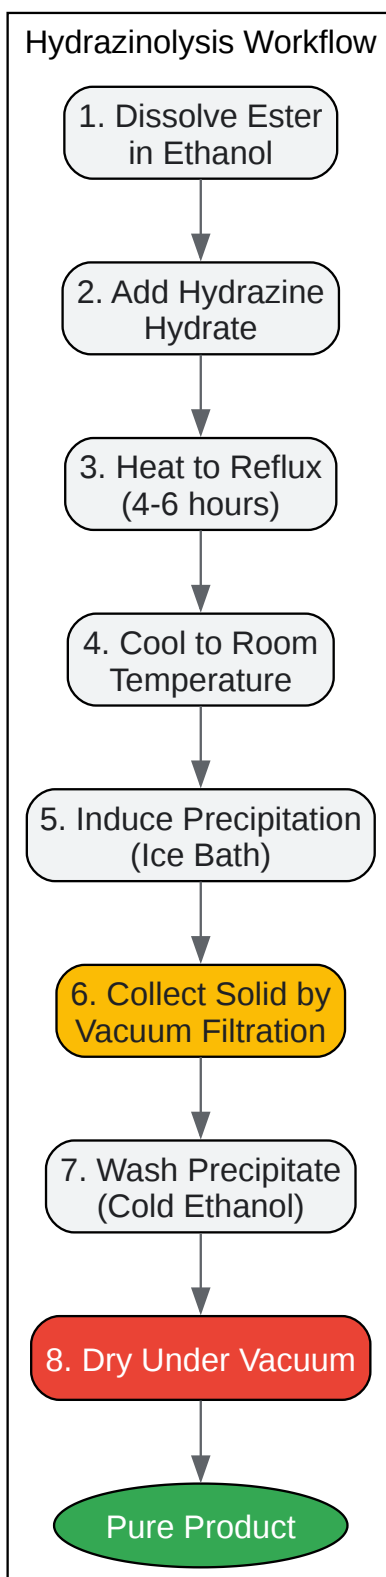 Hydrazinolysis Workflow
1. Dissolve Ester
in Ethanol
2. Add Hydrazine
Hydrate
3. Heat to Reflux
(4-6 hours)
4. Cool to Room
Temperature
5. Induce Precipitation
(Ice Bath)
6. Collect Solid by
Vacuum Filtration
7. Wash Precipitate
(Cold Ethanol)
8. Dry Under Vacuum
Pure Product